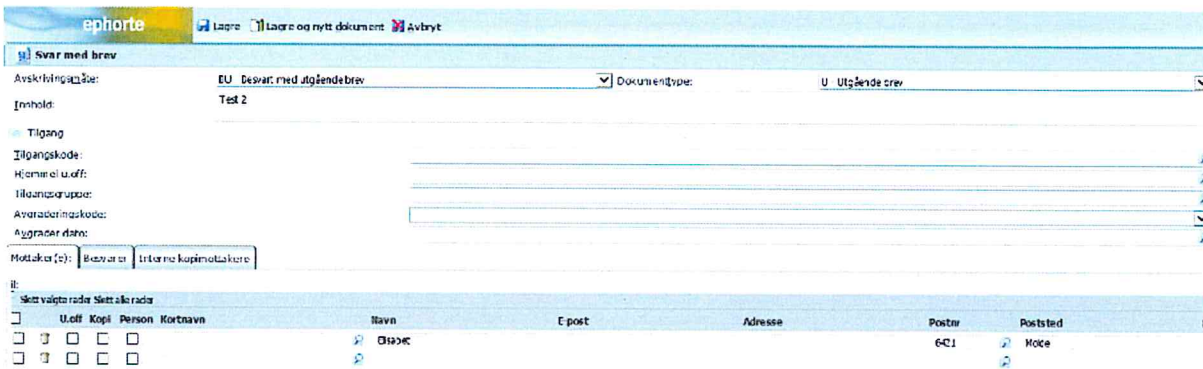 ephorte Lagre Lagre og nytt dokument Avbryt
Svar med brev
Avskrivingsmåte: BU Besvart med utgående brev Dokumenttype: U Utgående brev
Innhold: Test 2
Tilgang
Tilgangskode:
Hjemmel u.off:
Tilgangsgruppe:
Avgraderingskode:
Avgrader dato:
Mottaker(e): Besvarer Interne kopimottakere
il:
Slett valgte rader Slett alle rader
U.off Kopi Person Kortnavn Navn E-post Adresse Postnr Poststed
Molde